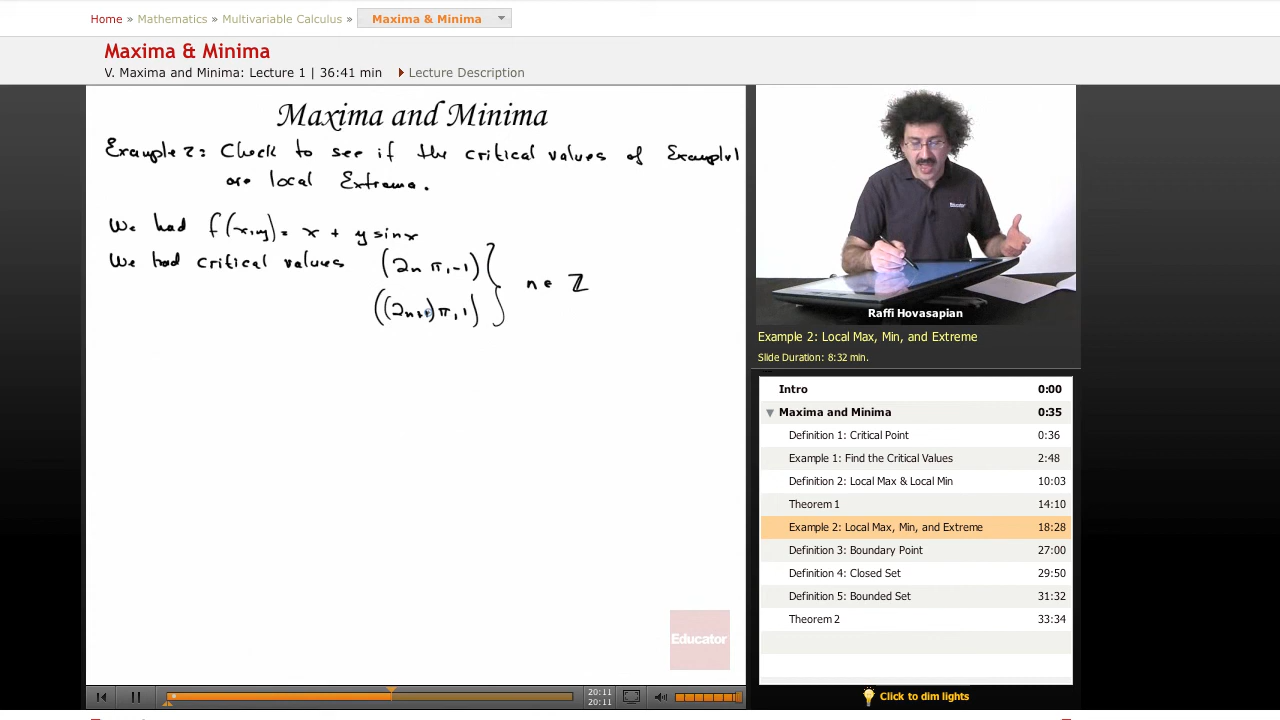 Home » Mathematics » Multivariable Calculus » Maxima & Minima
Maxima & Minima
V. Maxima and Minima: Lecture 1 | 36:41 min Lecture Description
Maxima and Minima
Example 2: Check to see if the critical values of Example 1
are local Extrema.
We had f(x,y) = x + y sinx
We had critical values (2nπ, -1)
((2n+1)π, 1) } n ∈ ℤ
Educator
20:11
20:11
Educator
Raffi Hovasapian
Example 2: Local Max, Min, and Extreme
Slide Duration: 8:32 min.
Intro 0:00
Maxima and Minima 0:35
Definition 1: Critical Point 0:36
Example 1: Find the Critical Values 2:48
Definition 2: Local Max & Local Min 10:03
Theorem 1 14:10
Example 2: Local Max, Min, and Extreme 18:28
Definition 3: Boundary Point 27:00
Definition 4: Closed Set 29:50
Definition 5: Bounded Set 31:32
Theorem 2 33:34
Click to dim lights